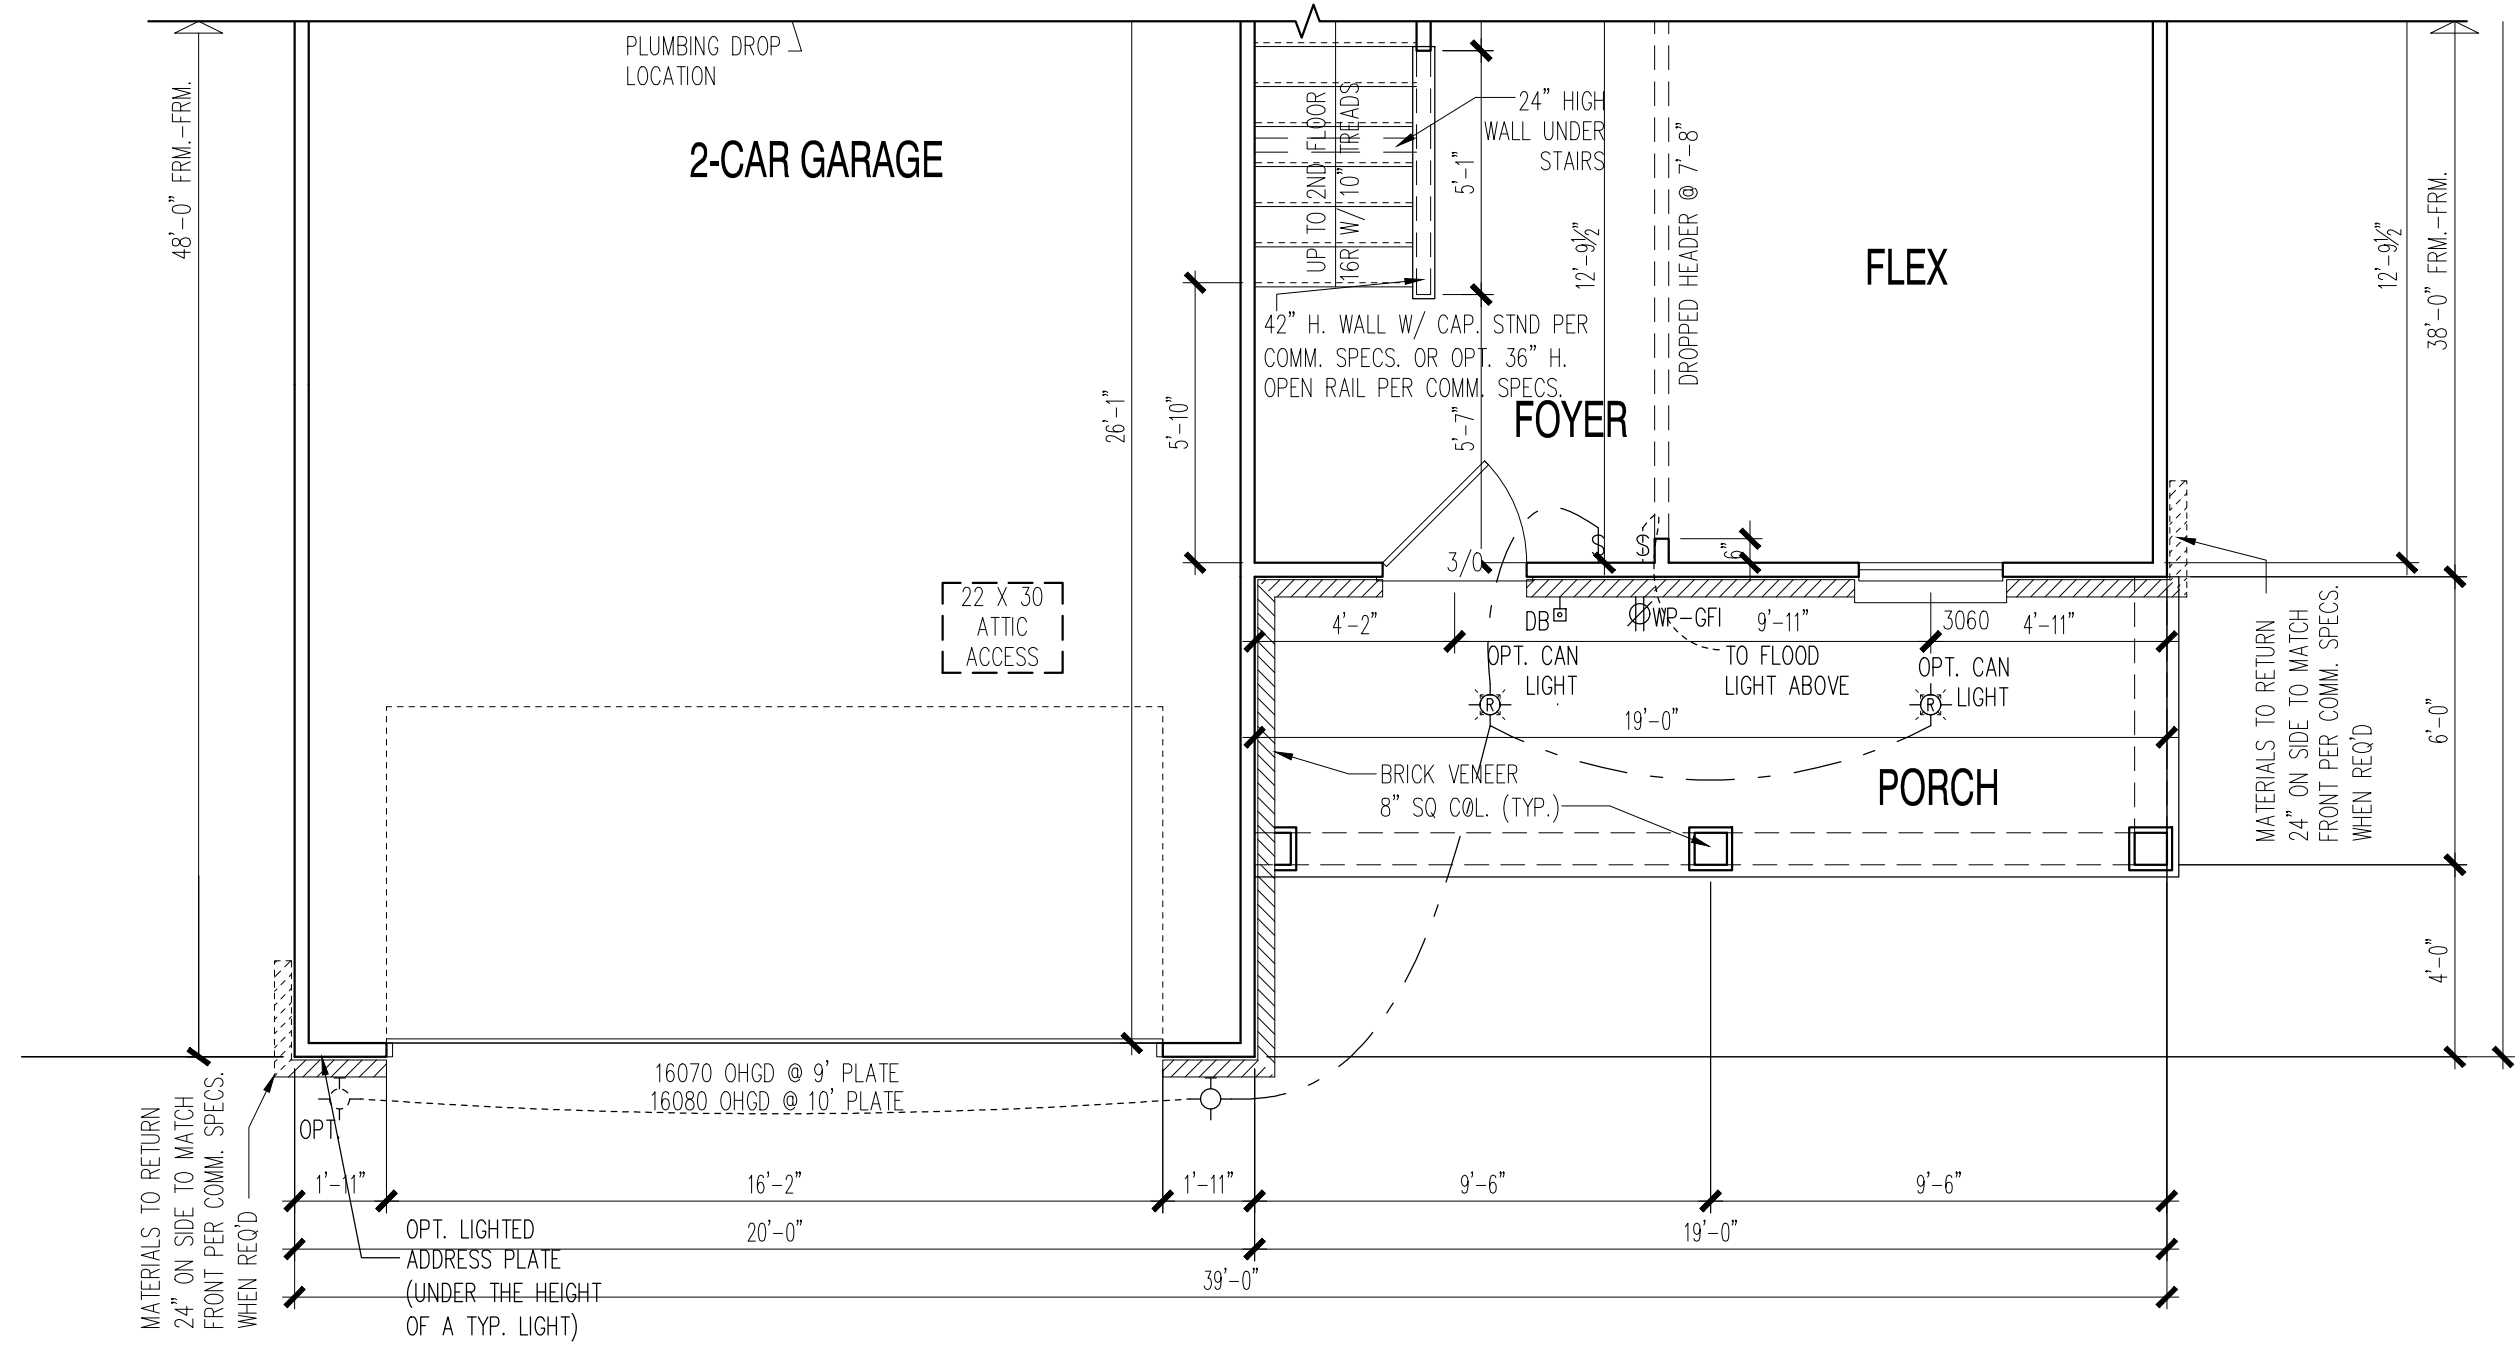 PLUMBING DROP
LOCATION
48'-0" FRM.-FRM.
2-CAR GARAGE
UP TO 2ND FLOOR
16R W/ 10" TREADS
24" HIGH
WALL UNDER
STAIRS
5'-1"
12'-9½"
DROPPED HEADER @ 7'-8"
FLEX
12'-9½"
38'-0" FRM.-FRM.
42" H. WALL W/ CAP. STND PER
COMM. SPECS. OR OPT. 36" H.
OPEN RAIL PER COMM. SPECS.
26'-1"
5'-10"
5'-7"
FOYER
3/0
S
S
6"
22 X 30
ATTIC
ACCESS
4'-2"
DB
WP-GFI
9'-11"
3060
4'-11"
OPT. CAN
LIGHT
TO FLOOD
LIGHT ABOVE
OPT. CAN
LIGHT
R
R
19'-0"
MATERIALS TO RETURN
24" ON SIDE TO MATCH
FRONT PER COMM. SPECS.
WHEN REQ'D
6'-0"
BRICK VENEER
8" SQ COL. (TYP.)
PORCH
4'-0"
16070 OHGD @ 9' PLATE
16080 OHGD @ 10' PLATE
OPT.
MATERIALS TO RETURN
24" ON SIDE TO MATCH
FRONT PER COMM. SPECS.
WHEN REQ'D
1'-11"
16'-2"
1'-11"
9'-6"
9'-6"
OPT. LIGHTED
ADDRESS PLATE
(UNDER THE HEIGHT
OF A TYP. LIGHT)
20'-0"
19'-0"
39'-0"